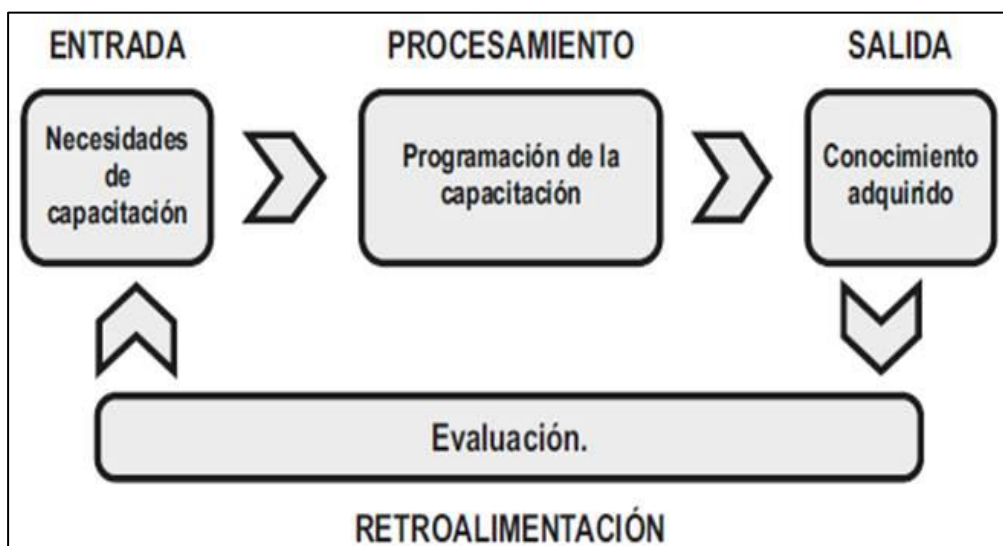 ENTRADA
PROCESAMIENTO
SALIDA
Necesidades
de
capacitación
Programación de la
capacitación
Conocimiento
adquirido
Evaluación.
RETROALIMENTACIÓN